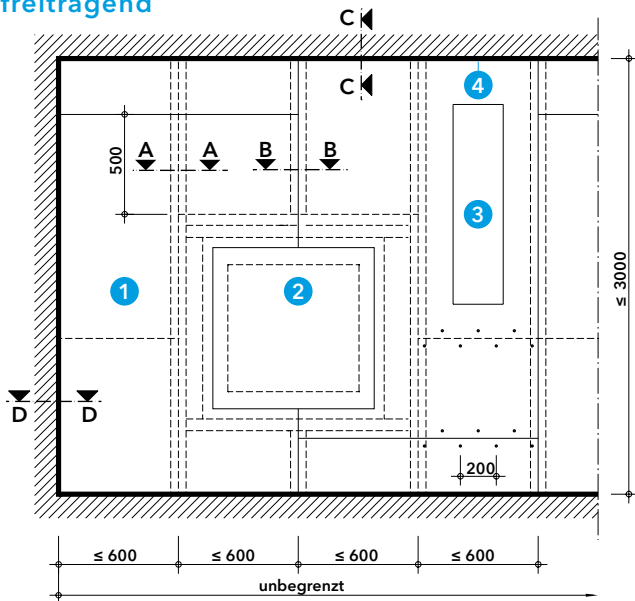 freitragend
C
C
4
A A B B
500
3
1
2
≤ 3000
D D
200
≤ 600 ≤ 600 ≤ 600 ≤ 600
unbegrenzt